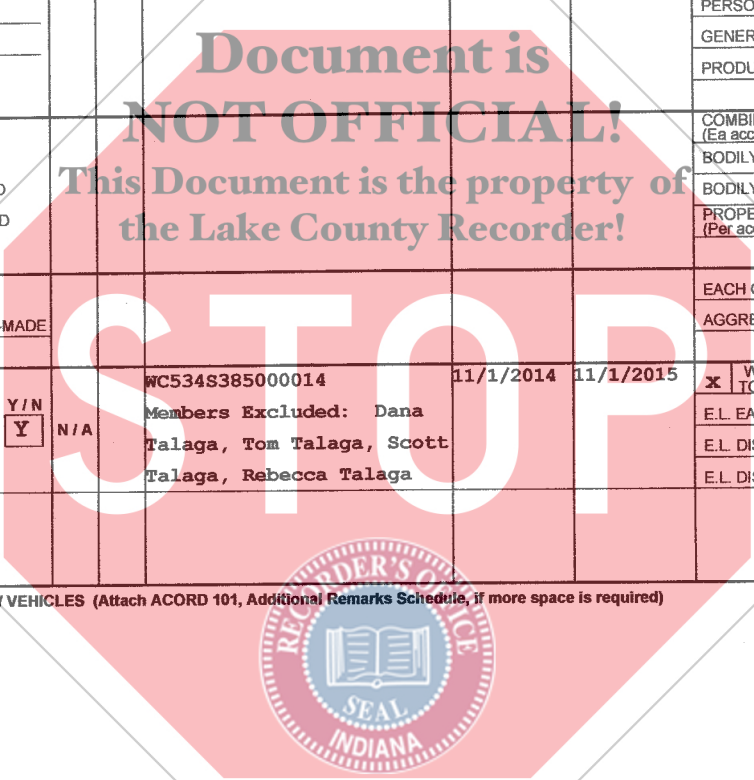 PERSO
GENER
Document is
PRODU
NOT OFFICIAL!
COMBI
(Ea acc
BODILY
This Document is the property of
BODILY
D
PROPE
(Per acc
the Lake County Recorder!
EACH
AGGRE
-MADE
STOP
WC534S385000014 11/1/2014 11/1/2015 X
Y / N Members Excluded: Dana E.L. EA
Y N / A Talaga, Tom Talaga, Scott E.L. DIS
Talaga, Rebecca Talaga E.L. DIS
VEHICLES (Attach ACORD 101, Additional Remarks Schedule, if more space is required)
RECORDER'S OFFICE
SEAL
INDIANA